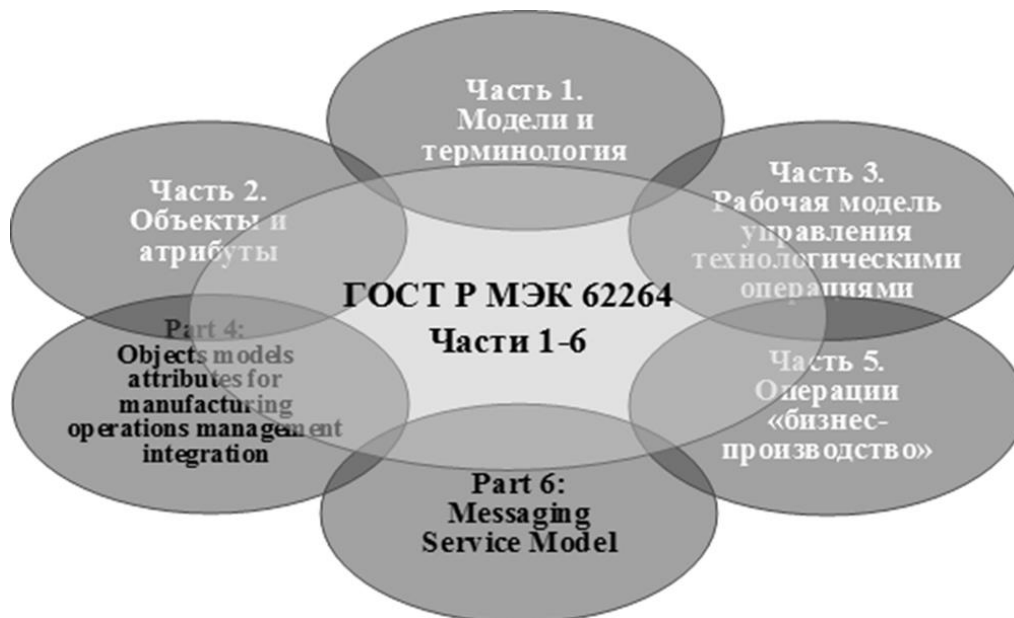 Часть 1.
Модели и
терминология
Часть 2.
Объекты и
атрибуты
Часть 3.
Рабочая модель
управления
технологическими
операциями
ГОСТ Р МЭК 62264
Части 1-6
Part 4:
Objects models
attributes for
manufacturing
operations management
integration
Часть 5.
Операции
«бизнес-
производство»
Part 6:
Messaging
Service Model